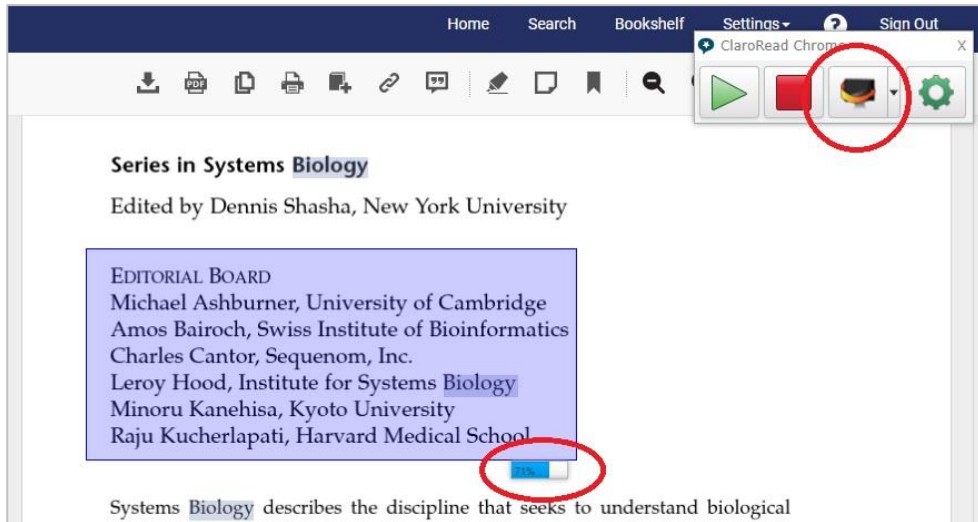 Home Search Bookshelf Settings ? Sign Out
ClaroRead Chrome X
PDF
Series in Systems Biology
Edited by Dennis Shasha, New York University
EDITORIAL BOARD
Michael Ashburner, University of Cambridge
Amos Bairoch, Swiss Institute of Bioinformatics
Charles Cantor, Sequenom, Inc.
Leroy Hood, Institute for Systems Biology
Minoru Kanehisa, Kyoto University
Raju Kucherlapati, Harvard Medical School
71%
Systems Biology describes the discipline that seeks to understand biological